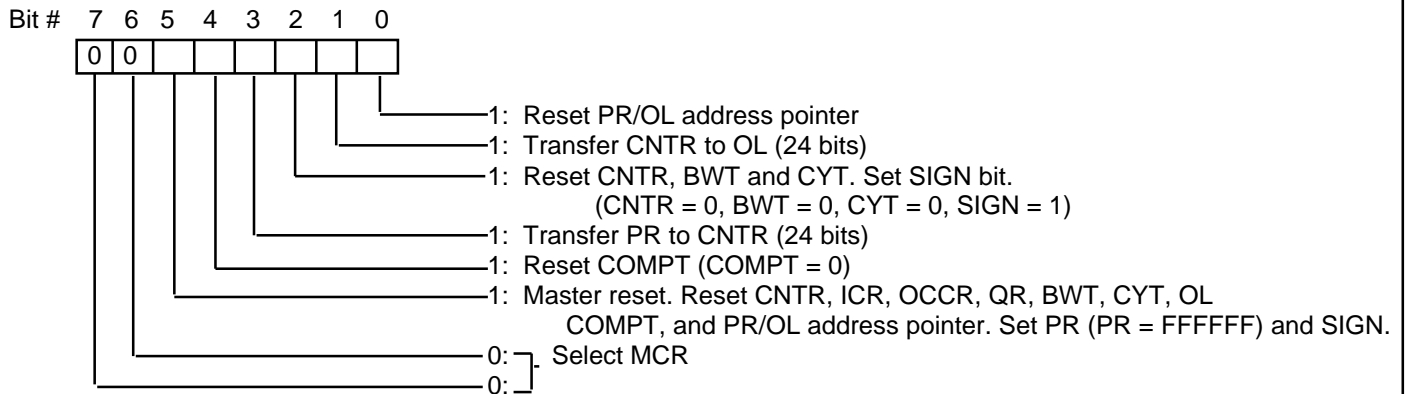 Bit # 7 6 5 4 3 2 1 0
0 0
1: Reset PR/OL address pointer
1: Transfer CNTR to OL (24 bits)
1: Reset CNTR, BWT and CYT. Set SIGN bit.
(CNTR = 0, BWT = 0, CYT = 0, SIGN = 1)
1: Transfer PR to CNTR (24 bits)
1: Reset COMPT (COMPT = 0)
1: Master reset. Reset CNTR, ICR, OCCR, QR, BWT, CYT, OL
COMPT, and PR/OL address pointer. Set PR (PR = FFFFFF) and SIGN.
0: Select MCR
0: